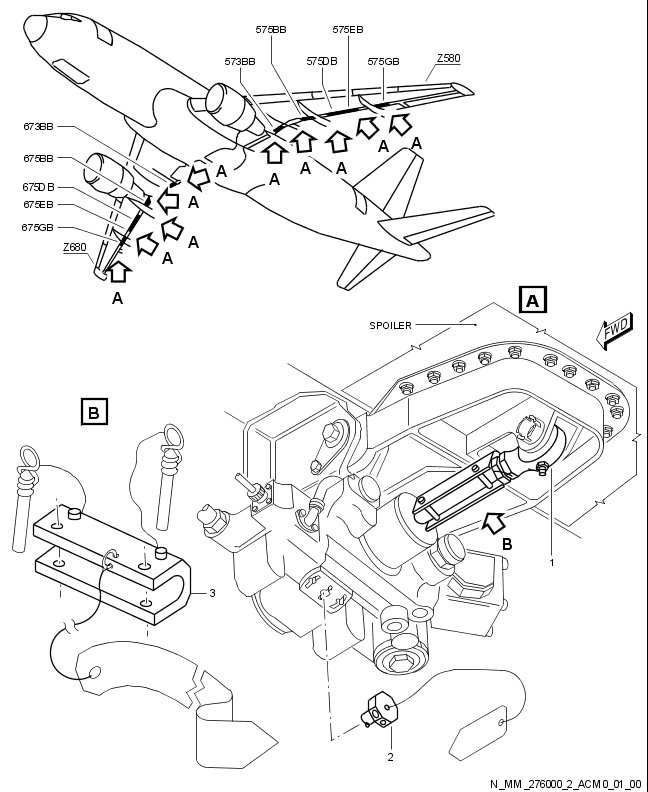 575BB
575EB
573BB
575DB
575GB
Z580
673BB
675BB
675DB
675EB
675GB
Z680
A
A
A
A
A
A
A
A
A
A
A
SPOILER
FWD
B
B
1
3
2
N_MM_276000_2_ACM0_01_00